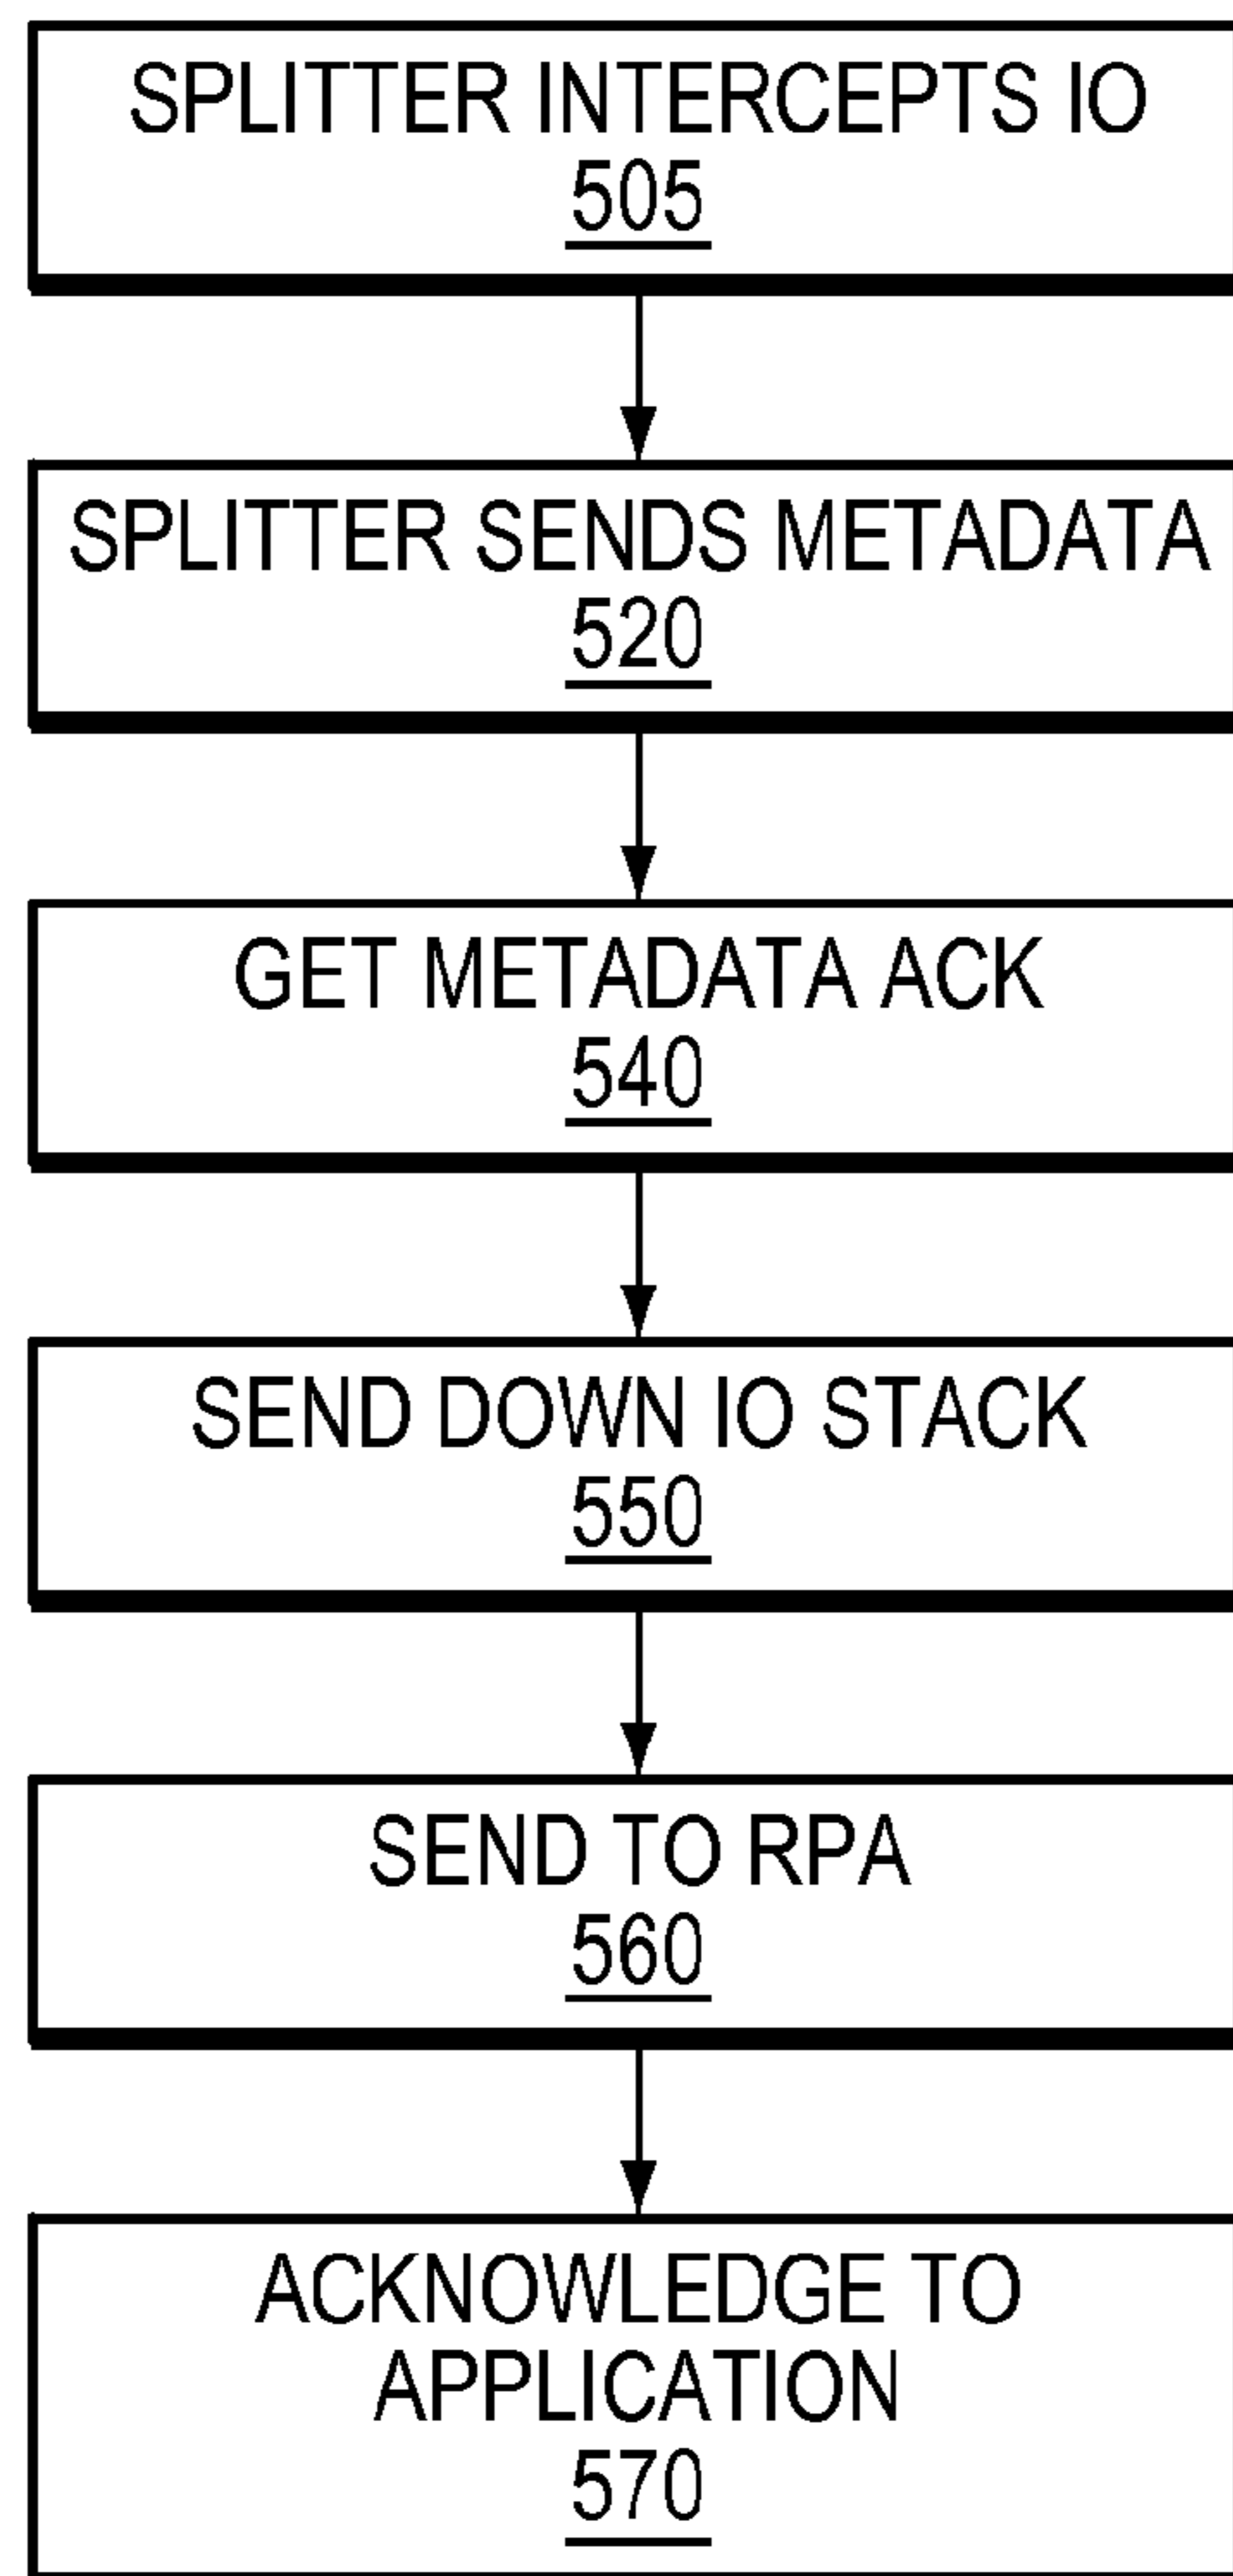 SPLITTER INTERCEPTS IO
505
SPLITTER SENDS METADATA
520
GET METADATA ACK
540
SEND DOWN IO STACK
550
SEND TO RPA
560
ACKNOWLEDGE TO
APPLICATION
570